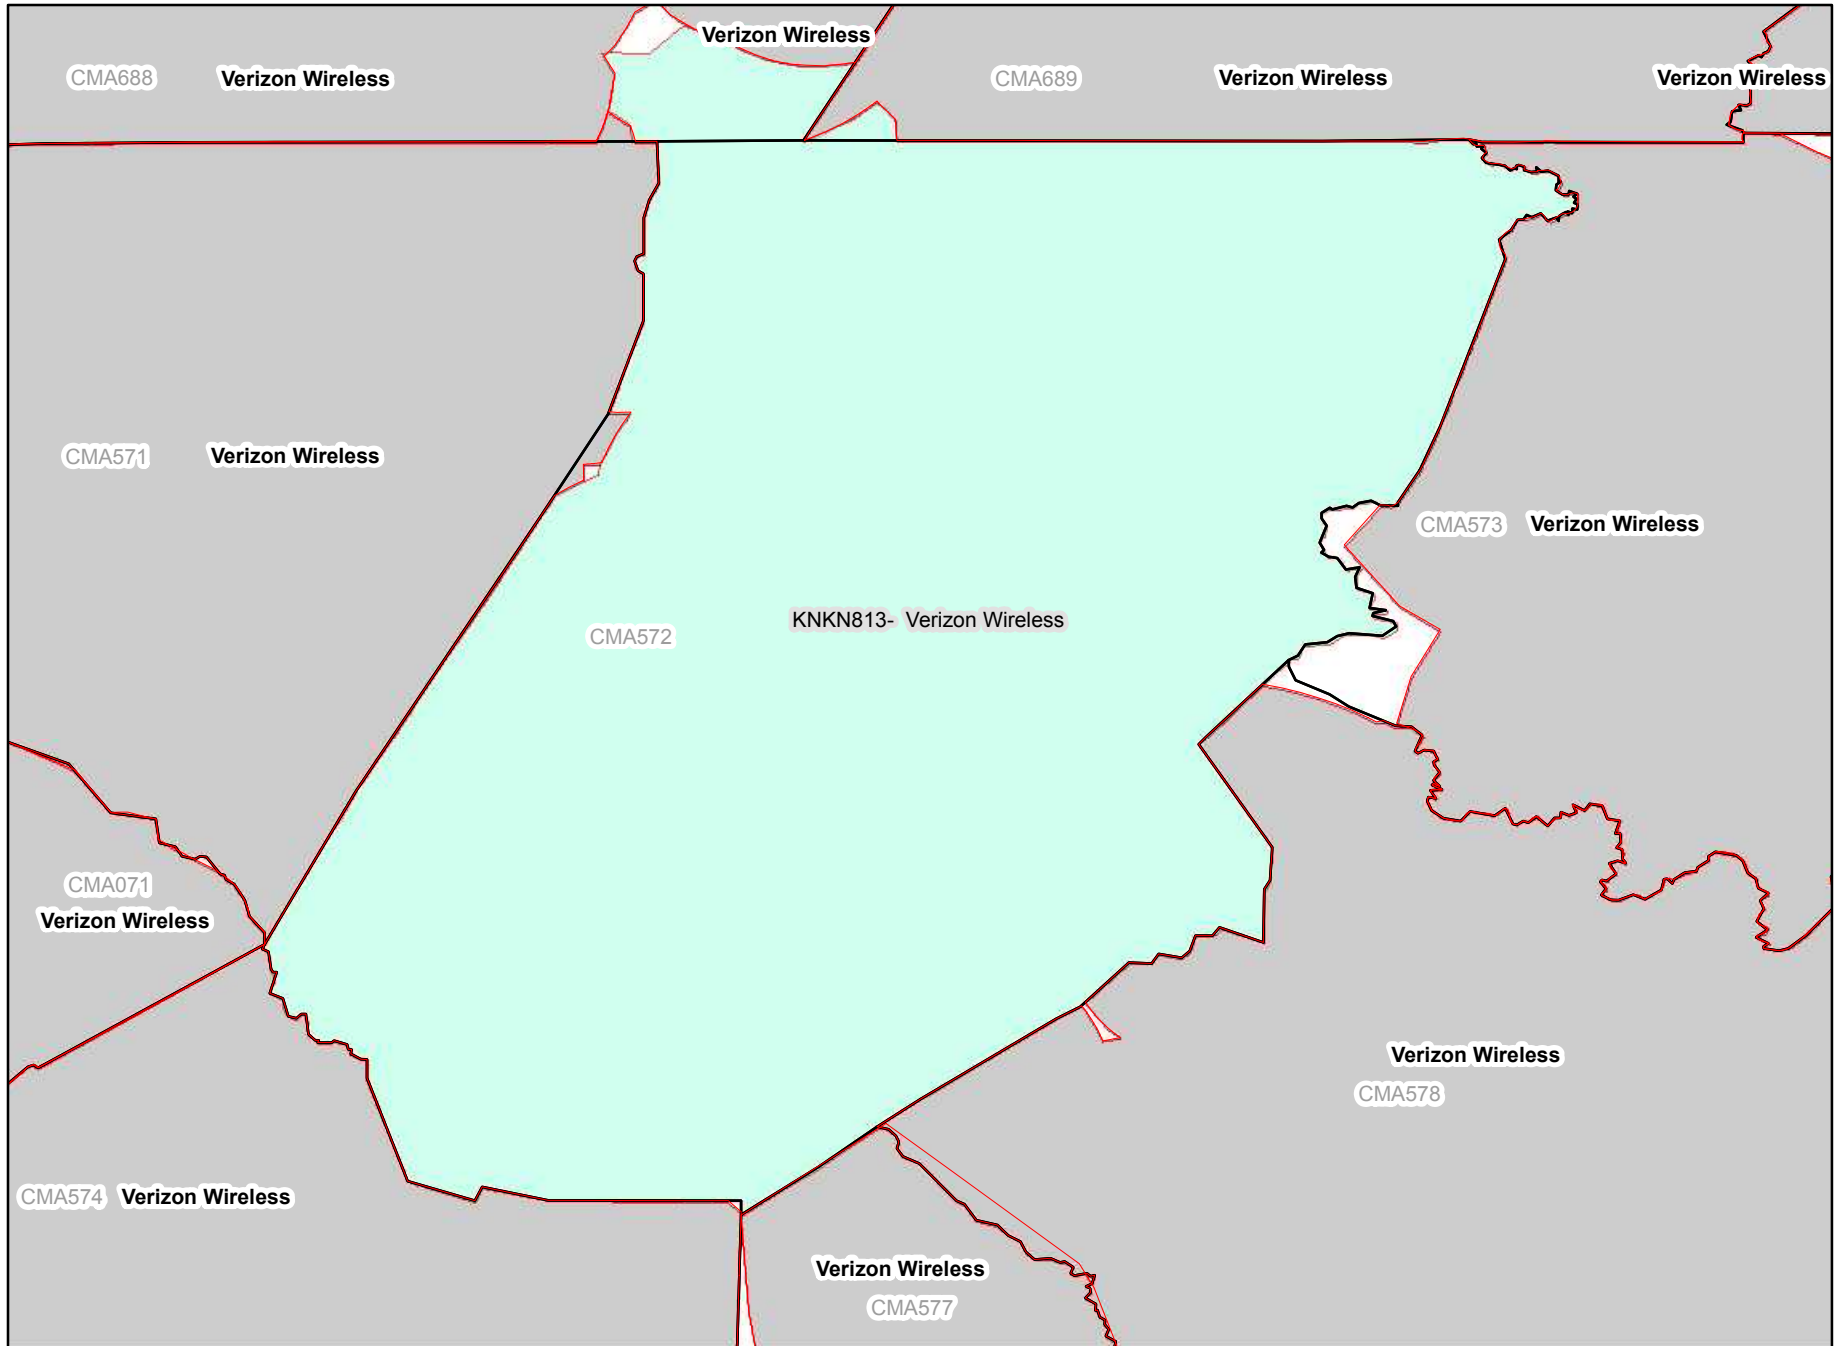 Verizon Wireless
CMA688 Verizon Wireless
CMA689 Verizon Wireless
Verizon Wireless
CMA571 Verizon Wireless
CMA573 Verizon Wireless
KNKN813- Verizon Wireless
CMA572
CMA071
Verizon Wireless
Verizon Wireless
CMA578
CMA574 Verizon Wireless
Verizon Wireless
CMA577